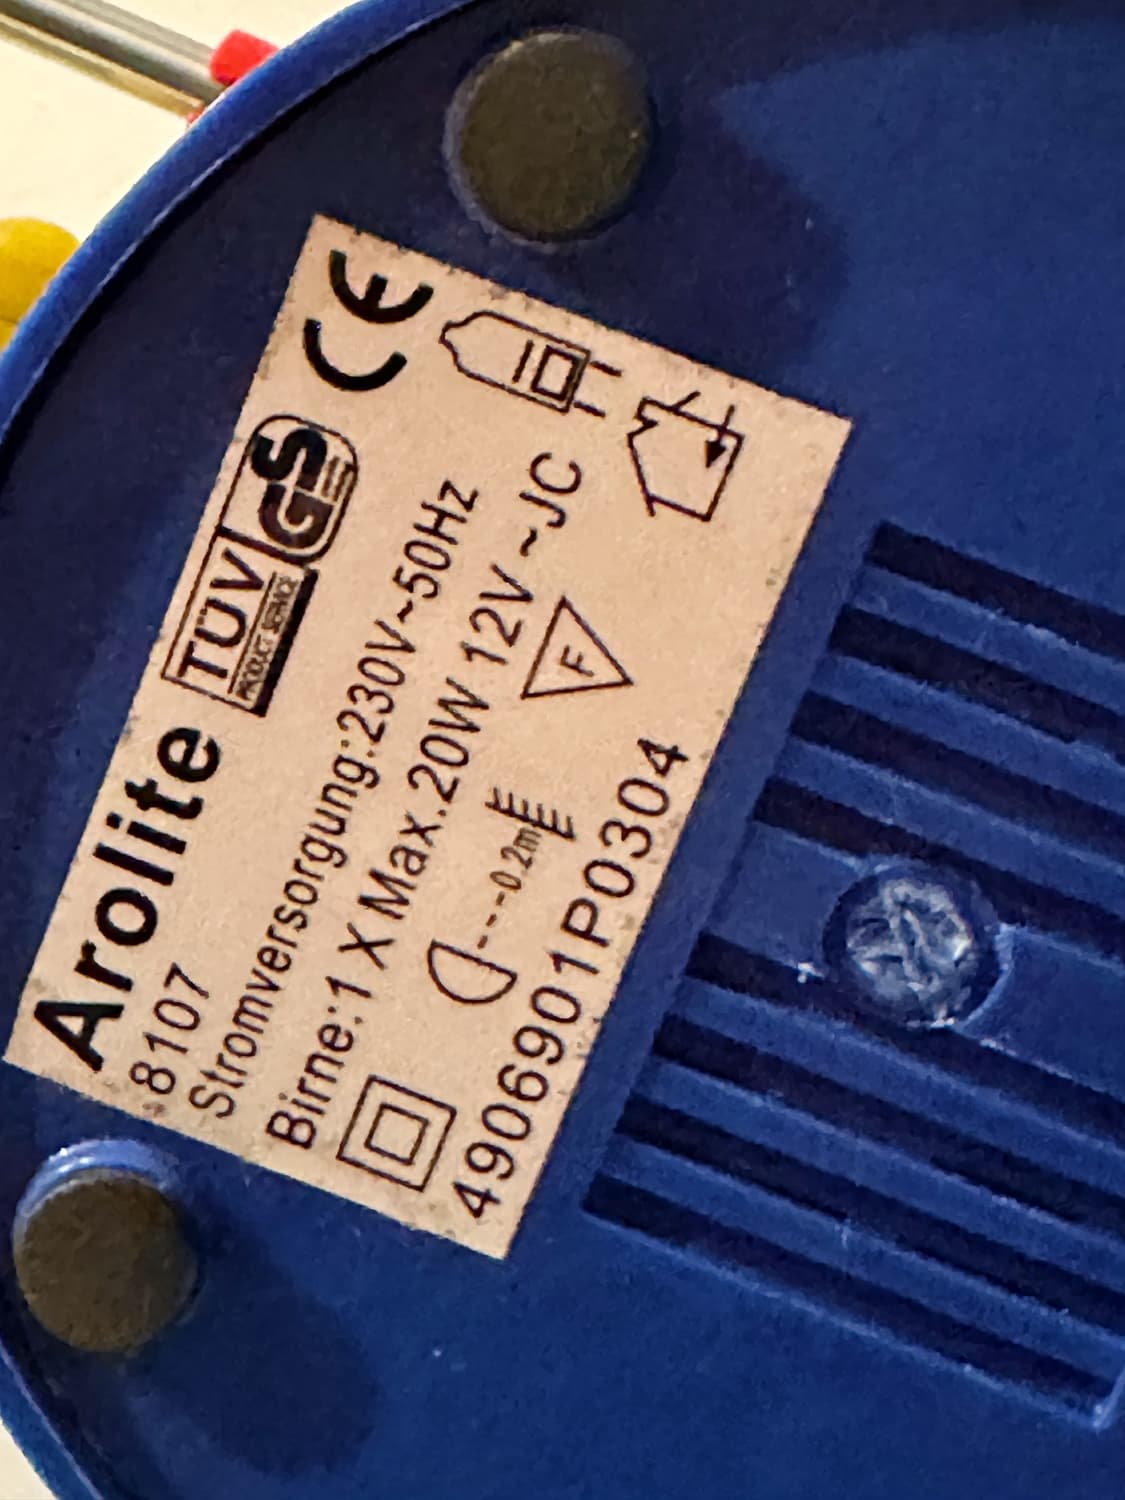 Arolite
TÜV
PRODUCT SERVICE
GS
CE
8107
Stromversorgung:230V~50Hz
Birne:1 X Max.20W 12V ~JC
0.2m
F
4906901P0304